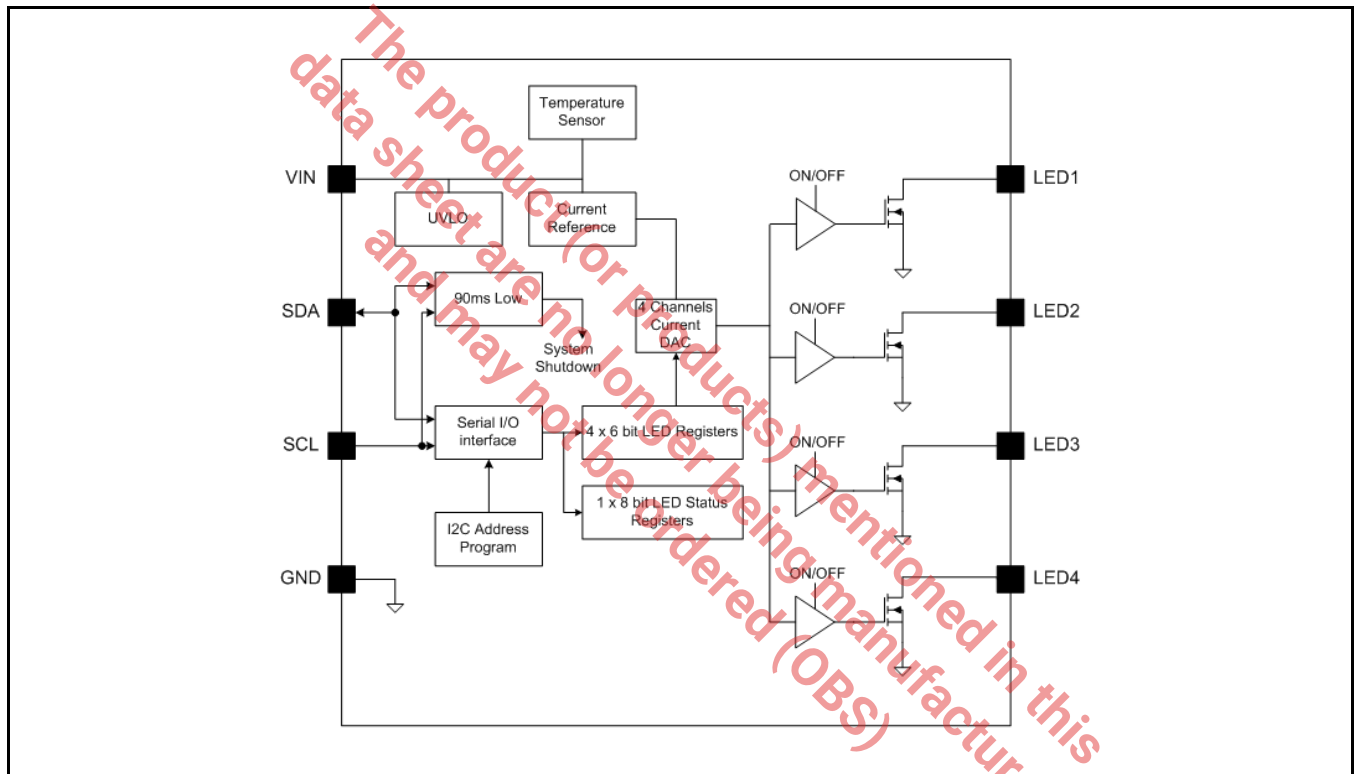 Temperature
Sensor
VIN
UVLO
Current
Reference
ON/OFF
LED1
SDA
90ms Low
System
Shutdown
4 Channels
Current
DAC
ON/OFF
LED2
SCL
Serial I/O
interface
4 x 6 bit LED Registers
ON/OFF
LED3
I2C Address
Program
1 x 8 bit LED Status
Registers
GND
ON/OFF
LED4
The product (or products) mentioned in this
data sheet are no longer being manufactur
and may not be ordered (OBS)